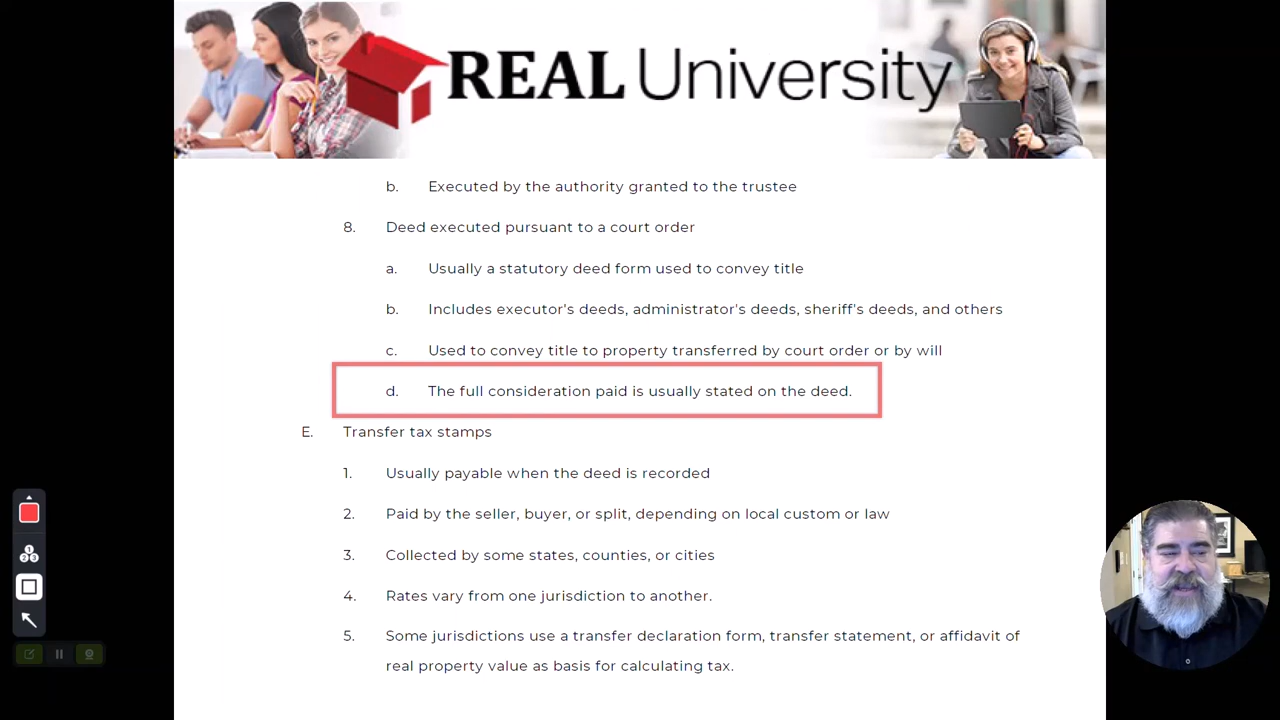 REAL University
b. Executed by the authority granted to the trustee
8. Deed executed pursuant to a court order
a. Usually a statutory deed form used to convey title
b. Includes executor's deeds, administrator's deeds, sheriff's deeds, and others
c. Used to convey title to property transferred by court order or by will
d. The full consideration paid is usually stated on the deed.
E. Transfer tax stamps
1. Usually payable when the deed is recorded
2. Paid by the seller, buyer, or split, depending on local custom or law
3. Collected by some states, counties, or cities
4. Rates vary from one jurisdiction to another.
5. Some jurisdictions use a transfer declaration form, transfer statement, or affidavit of
real property value as basis for calculating tax.